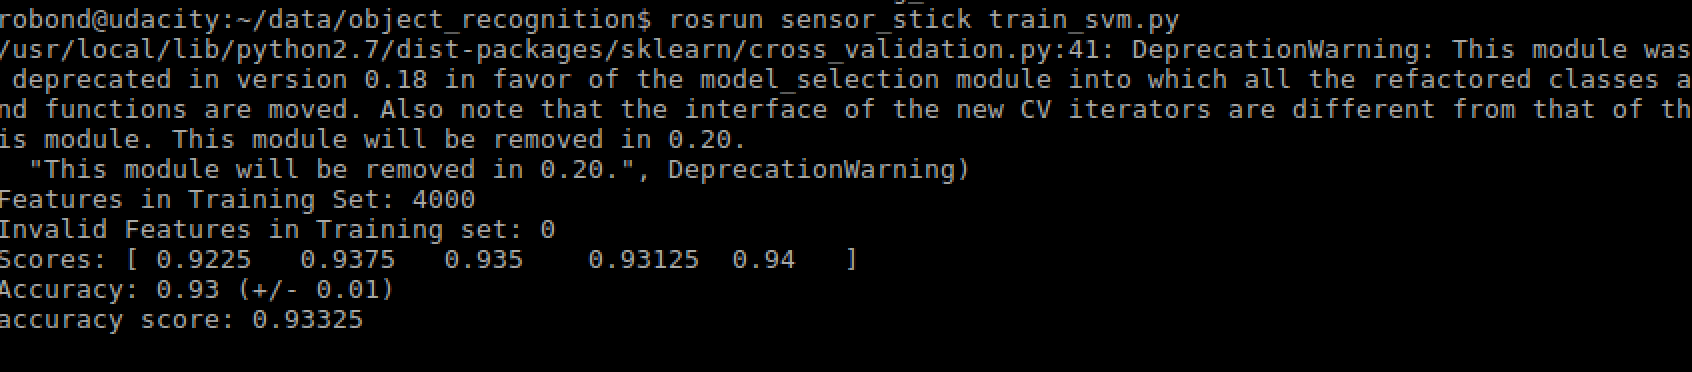 robond@udacity:~/data/object_recognition$ rosrun sensor_stick train_svm.py
/usr/local/lib/python2.7/dist-packages/sklearn/cross_validation.py:41: DeprecationWarning: This module was
 deprecated in version 0.18 in favor of the model_selection module into which all the refactored classes a
nd functions are moved. Also note that the interface of the new CV iterators are different from that of th
is module. This module will be removed in 0.20.
  "This module will be removed in 0.20.", DeprecationWarning)
Features in Training Set: 4000
Invalid Features in Training set: 0
Scores: [ 0.9225   0.9375   0.935    0.93125  0.94   ]
Accuracy: 0.93 (+/- 0.01)
accuracy score: 0.93325